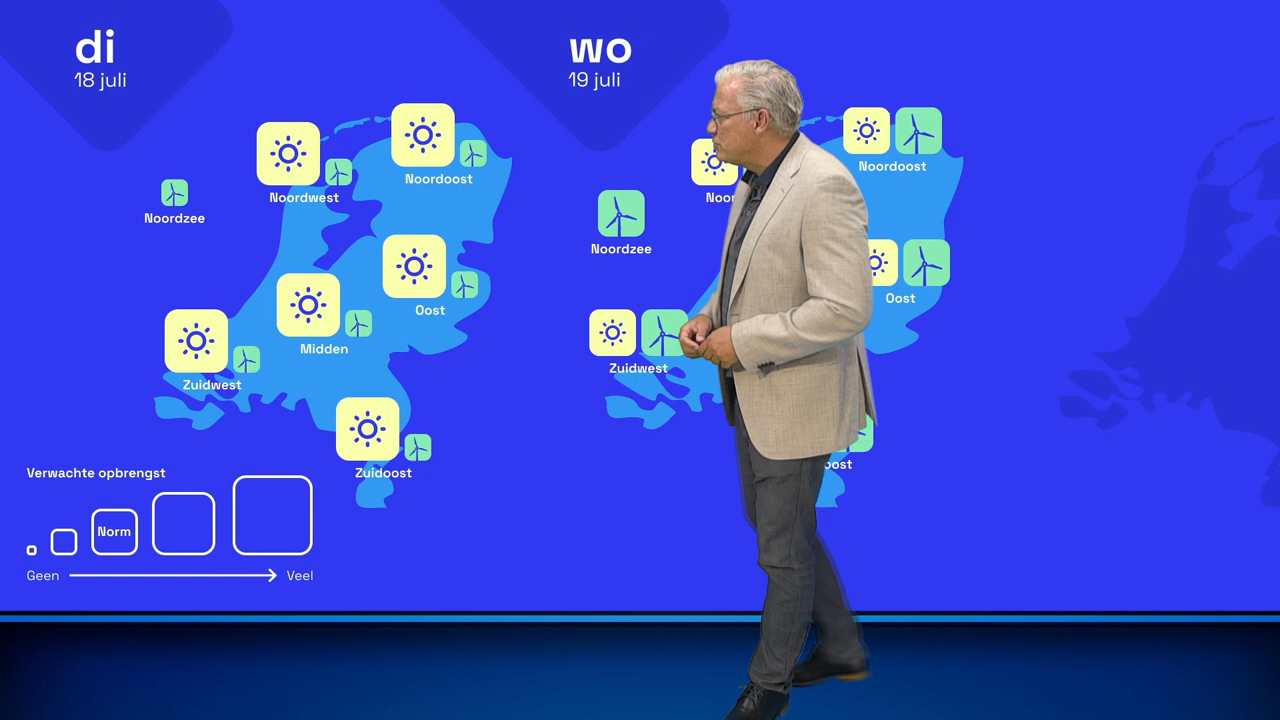 di
18 juli
wo
19 juli
Noordwest
Noordoost
Noordzee
Oost
Midden
Zuidwest
Zuidoost
Noordoost
Noordzee
Oost
Zuidwest
Verwachte opbrengst
Norm
Geen
Veel